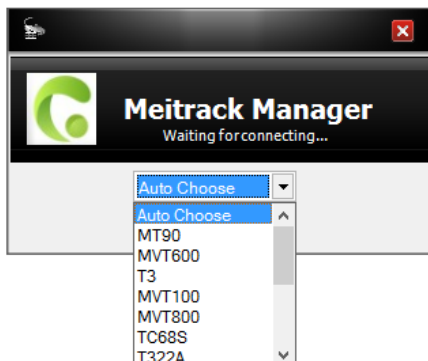 Meitrack Manager
Waiting for connecting...
Auto Choose
Auto Choose
MT90
MVT600
T3
MVT100
MVT800
TC68S
T322A